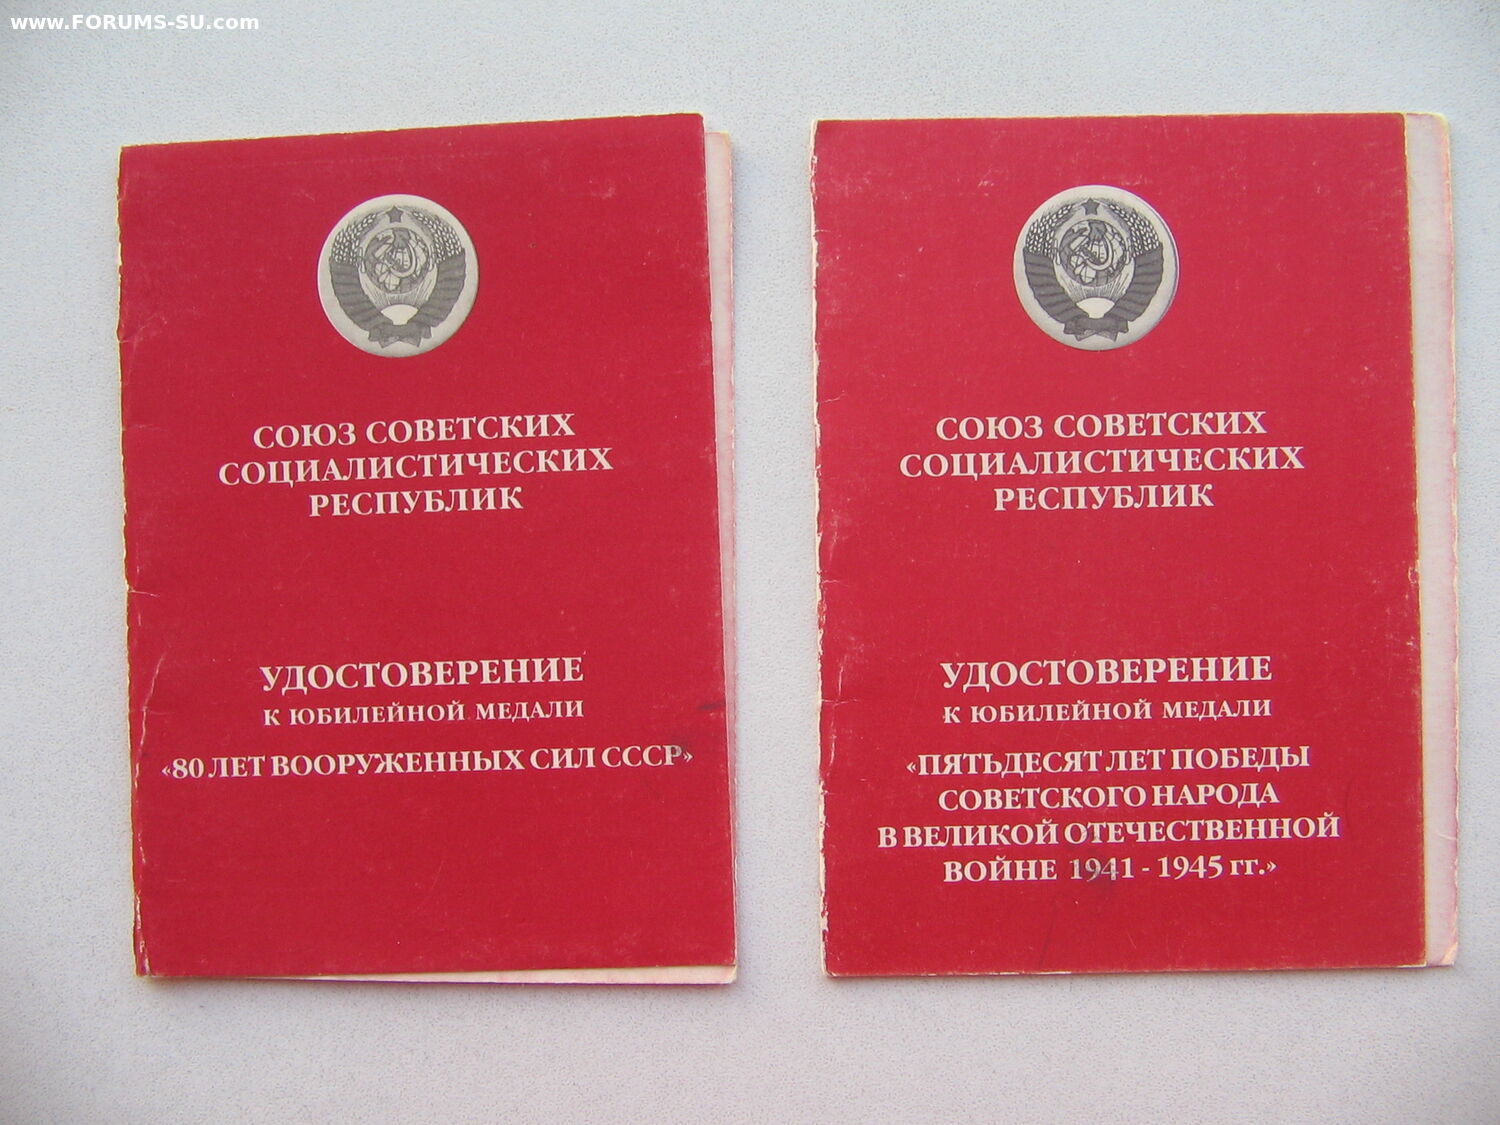 www.FORUMS-SU.com
СОЮЗ СОВЕТСКИХ
СОЦИАЛИСТИЧЕСКИХ
РЕСПУБЛИК
УДОСТОВЕРЕНИЕ
К ЮБИЛЕЙНОЙ МЕДАЛИ
«80 ЛЕТ ВООРУЖЕННЫХ СИЛ СССР»
СОЮЗ СОВЕТСКИХ
СОЦИАЛИСТИЧЕСКИХ
РЕСПУБЛИК
УДОСТОВЕРЕНИЕ
К ЮБИЛЕЙНОЙ МЕДАЛИ
«ПЯТЬДЕСЯТ ЛЕТ ПОБЕДЫ
СОВЕТСКОГО НАРОДА
В ВЕЛИКОЙ ОТЕЧЕСТВЕННОЙ
ВОЙНЕ 1941 - 1945 гг.»